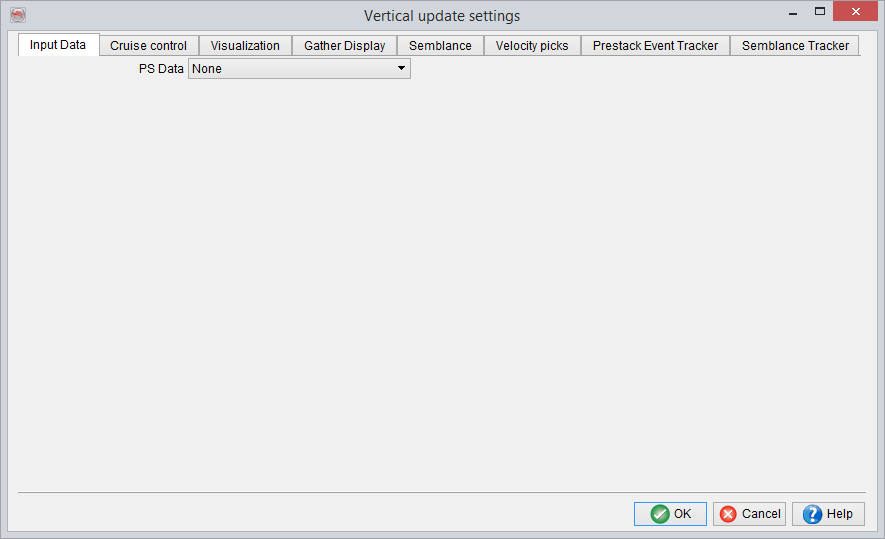 Vertical update settings
Input Data Cruise control Visualization Gather Display Semblance Velocity picks Prestack Event Tracker Semblance Tracker
PS Data None
OK Cancel Help